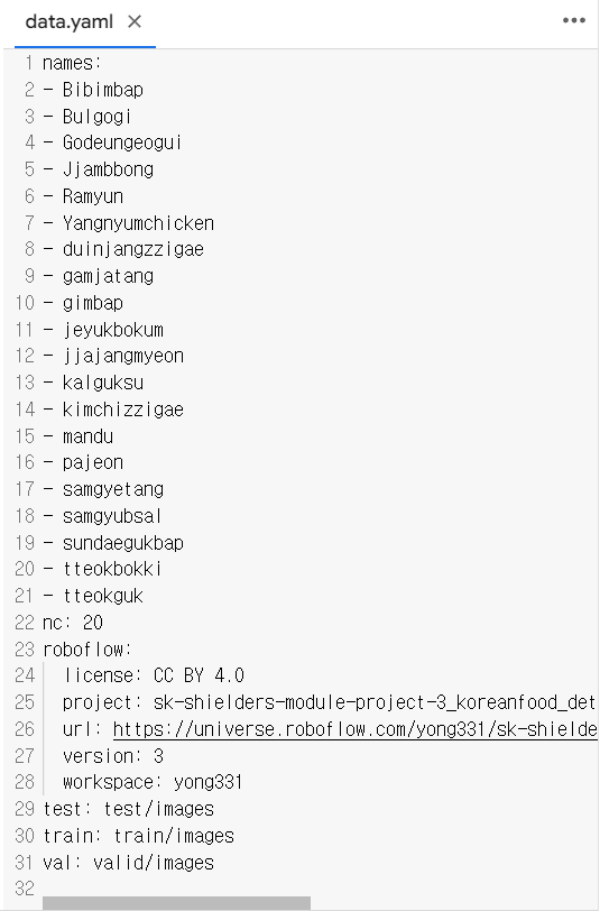 data.yaml
1 names:
2 - Bibimbap
3 - Bulgogi
4 - Godeungeogui
5 - Jjambbong
6 - Ramyun
7 - Yangnyumchicken
8 - duinjangzzigae
9 - gamjatang
10 - gimbap
11 - jeyukbokum
12 - jjajangmyeon
13 - kalguksu
14 - kimchizzigae
15 - mandu
16 - pajeon
17 - samgyetang
18 - samgyubsal
19 - sundaegukbap
20 - tteokbokki
21 - tteokguk
22 nc: 20
23 roboflow:
24 license: CC BY 4.0
25 project: sk-shielders-module-project-3_koreanfood_det
26 url: https://universe.roboflow.com/yong331/sk-shielde
27 version: 3
28 workspace: yong331
29 test: test/images
30 train: train/images
31 val: valid/images
32